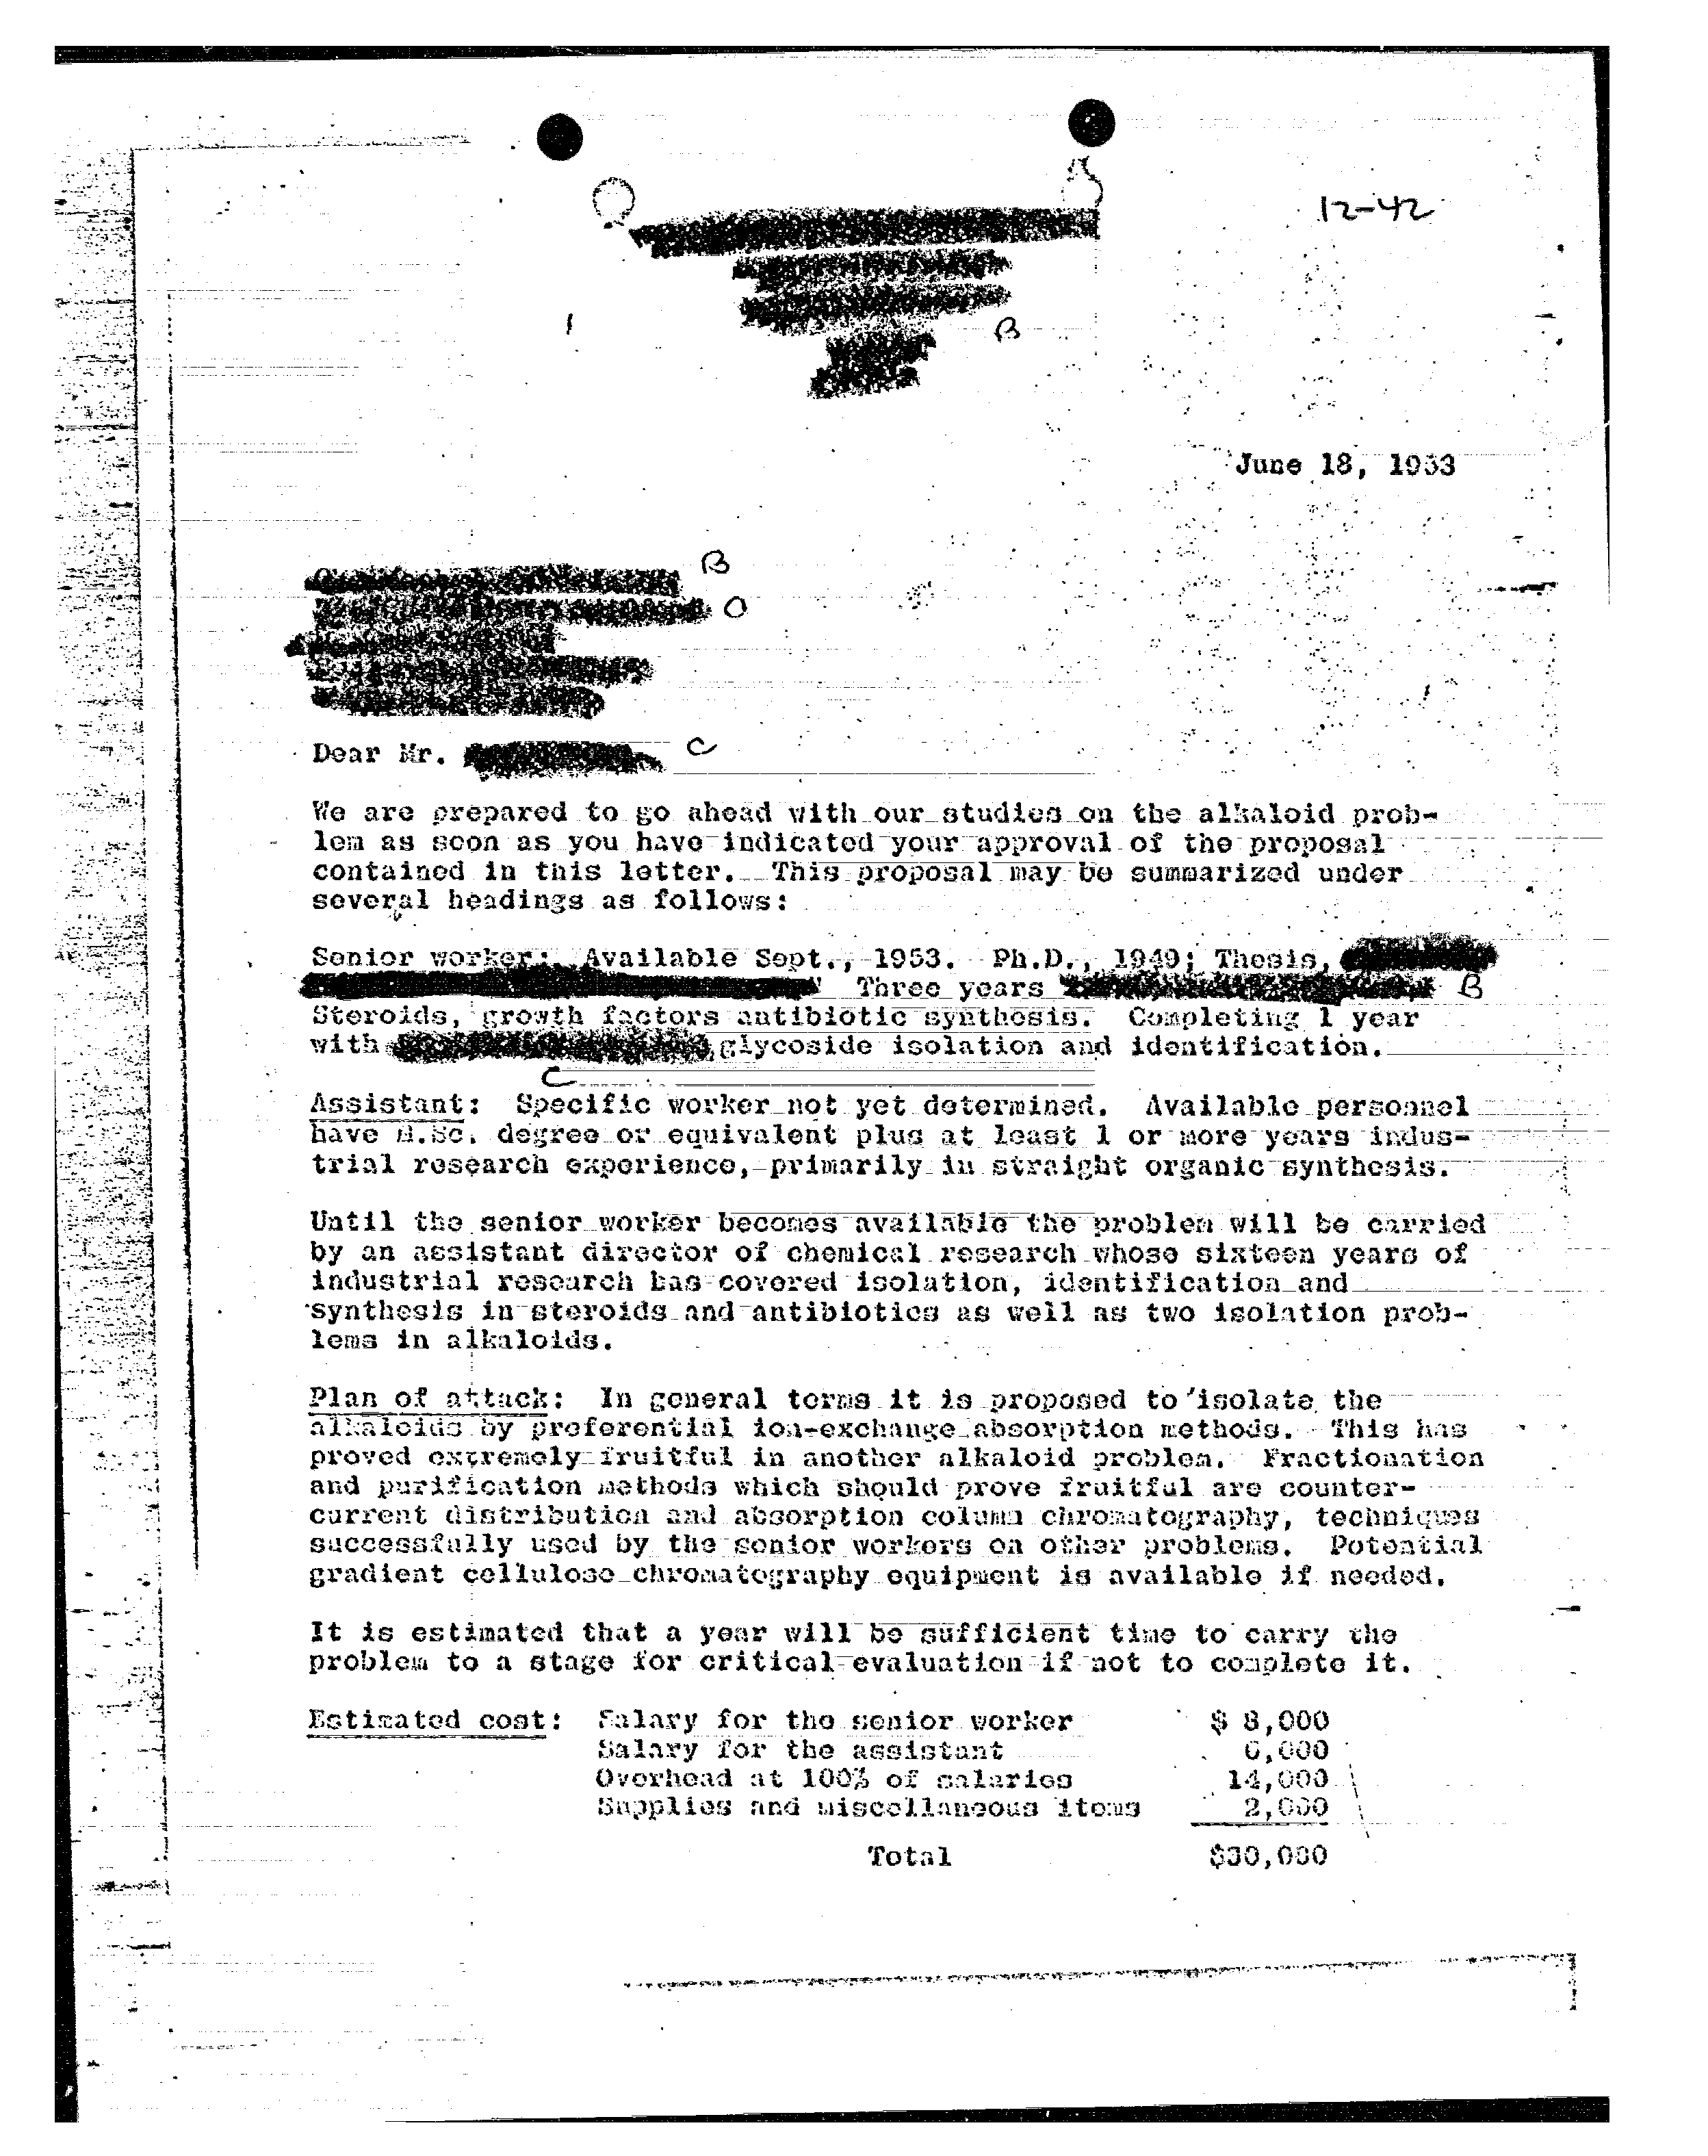 12-42
B
June 18, 1953
B
O
Dear Mr. C
We are prepared to go ahead with our studies on the alkaloid prob-
lem as soon as you have indicated your approval of the proposal
contained in this letter. This proposal may be summarized under
several headings as follows:
Senior worker: Available Sept., 1953. Ph.D., 1949; Thesis,
Three years B
Steroids, growth factors antibiotic synthesis. Completing 1 year
with glycoside isolation and identification.
C
Assistant: Specific worker not yet determined. Available personnel
have M.Sc. degree or equivalent plus at least 1 or more years indus-
trial research experience, primarily in straight organic synthesis.
Until the senior worker becomes available the problem will be carried
by an assistant director of chemical research whose sixteen years of
industrial research has covered isolation, identification and
synthesis in steroids and antibiotics as well as two isolation prob-
lems in alkaloids.
Plan of attack: In general terms it is proposed to isolate the
alkaloids by preferential ion-exchange absorption methods. This has
proved extremely fruitful in another alkaloid problem. Fractionation
and purification methods which should prove fruitful are counter-
current distribution and absorption column chromatography, techniques
successfully used by the senior workers on other problems. Potential
gradient cellulose chromatography equipment is available if needed.
It is estimated that a year will be sufficient time to carry the
problem to a stage for critical evaluation if not to complete it.
Estimated cost: Salary for the senior worker $ 8,000
Salary for the assistant 6,000
Overhead at 100% of salaries 14,000
Supplies and miscellaneous items 2,000
Total $30,000